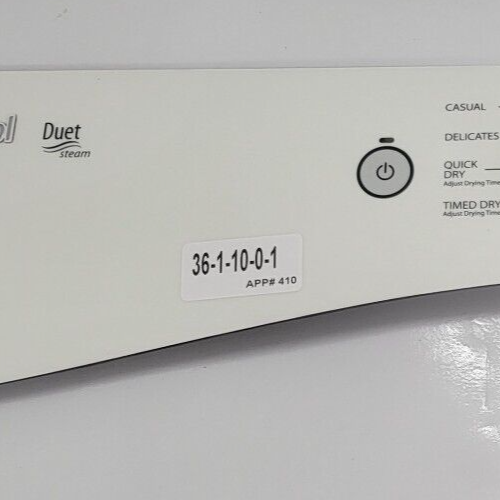 Duet
steam
CASUAL
DELICATES
QUICK
DRY
Adjust Drying Time
TIMED DRY
Adjust Drying Time
36-1-10-0-1
APP# 410